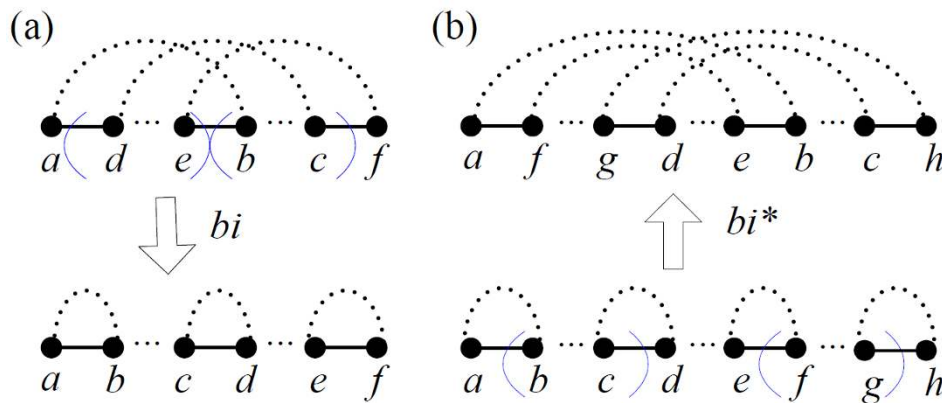 (a) (b)
a d ... e b ... c f
a f ... g d ... e b ... c h
bi
bi*
a b ... c d ... e f
a b ... c d ... e f ... g h